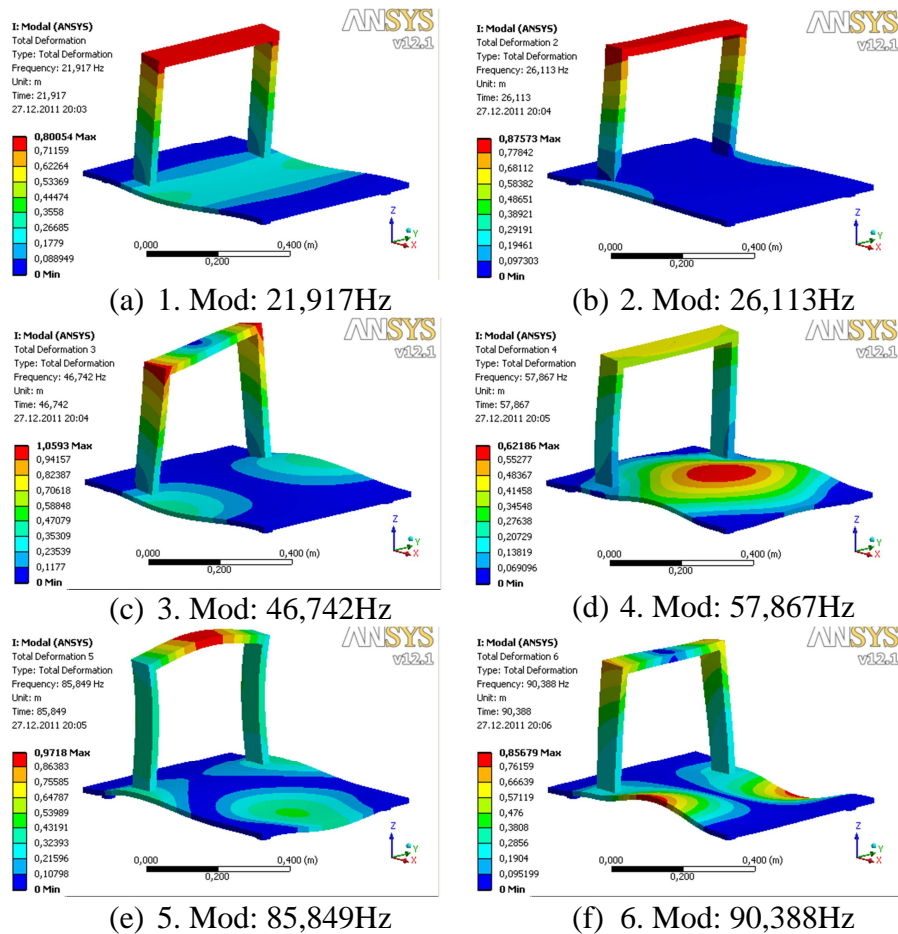 I: Modal (ANSYS)
Total Deformation
Type: Total Deformation
Frequency: 21,917 Hz
Unit: m
Time: 21,917
27.12.2011 20:03
0,80054 Max
0,71159
0,62264
0,53369
0,44474
0,3558
0,26685
0,1779
0,088949
0 Min
ANSYS
v12.1
Z
Y
X
0,000
0,400 (m)
0,200
(a) 1. Mod: 21,917Hz
I: Modal (ANSYS)
Total Deformation 2
Type: Total Deformation
Frequency: 26,113 Hz
Unit: m
Time: 26,113
27.12.2011 20:04
0,87573 Max
0,77842
0,68112
0,58382
0,48651
0,38921
0,29191
0,19461
0,097303
0 Min
ANSYS
v12.1
Z
Y
X
0,000
0,400 (m)
0,200
(b) 2. Mod: 26,113Hz
I: Modal (ANSYS)
Total Deformation 3
Type: Total Deformation
Frequency: 46,742 Hz
Unit: m
Time: 46,742
27.12.2011 20:04
1,0593 Max
0,94157
0,82387
0,70618
0,58848
0,47079
0,35309
0,23539
0,1177
0 Min
ANSYS
v12.1
Z
Y
X
0,000
0,400 (m)
0,200
(c) 3. Mod: 46,742Hz
I: Modal (ANSYS)
Total Deformation 4
Type: Total Deformation
Frequency: 57,867 Hz
Unit: m
Time: 57,867
27.12.2011 20:05
0,62186 Max
0,55277
0,48367
0,41458
0,34548
0,27638
0,20729
0,13819
0,069096
0 Min
ANSYS
v12.1
Z
Y
X
0,000
0,400 (m)
0,200
(d) 4. Mod: 57,867Hz
I: Modal (ANSYS)
Total Deformation 5
Type: Total Deformation
Frequency: 85,849 Hz
Unit: m
Time: 85,849
27.12.2011 20:05
0,9718 Max
0,86383
0,75585
0,64787
0,53989
0,43191
0,32393
0,21596
0,10798
0 Min
ANSYS
v12.1
Z
Y
X
0,000
0,400 (m)
0,200
(e) 5. Mod: 85,849Hz
I: Modal (ANSYS)
Total Deformation 6
Type: Total Deformation
Frequency: 90,388 Hz
Unit: m
Time: 90,388
27.12.2011 20:06
0,85679 Max
0,76159
0,66639
0,57119
0,476
0,3808
0,2856
0,1904
0,095199
0 Min
ANSYS
v12.1
Z
Y
X
0,000
0,400 (m)
0,200
(f) 6. Mod: 90,388Hz